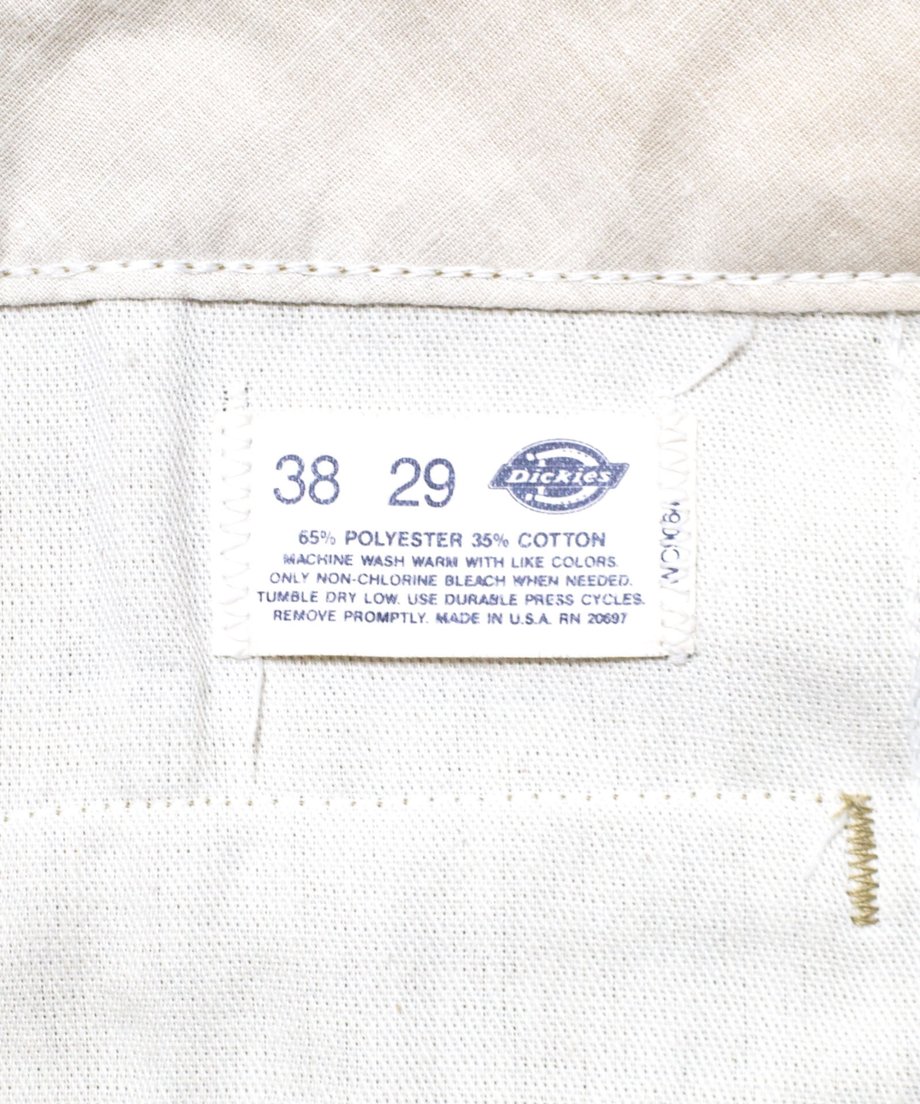 38 29 Dickies
65% POLYESTER 35% COTTON
MACHINE WASH WARM WITH LIKE COLORS.
ONLY NON-CHLORINE BLEACH WHEN NEEDED.
TUMBLE DRY LOW. USE DURABLE PRESS CYCLES.
REMOVE PROMPTLY. MADE IN U.S.A. RN 20697